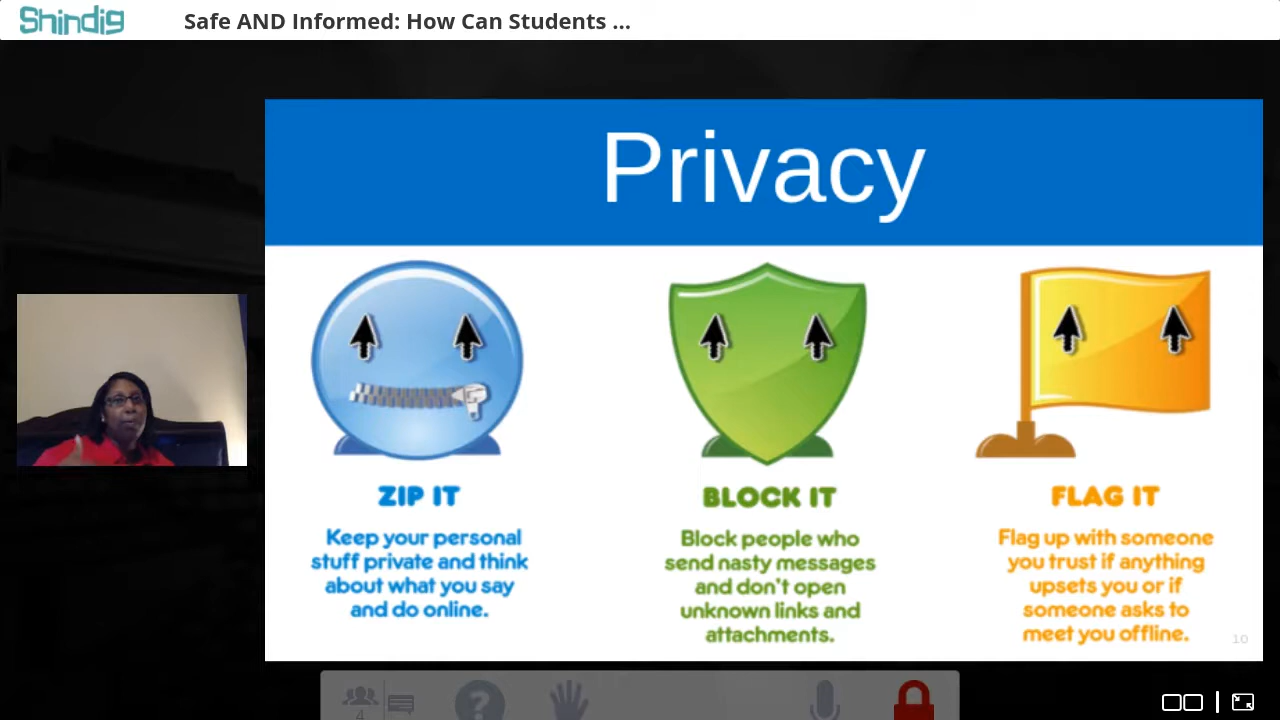 Shindig
Safe AND Informed: How Can Students ...
Privacy
ZIP IT
Keep your personal
stuff private and think
about what you say
and do online.
BLOCK IT
Block people who
send nasty messages
and don't open
unknown links and
attachments.
FLAG IT
Flag up with someone
you trust if anything
upsets you or if
someone asks to
meet you offline.
10
4
?